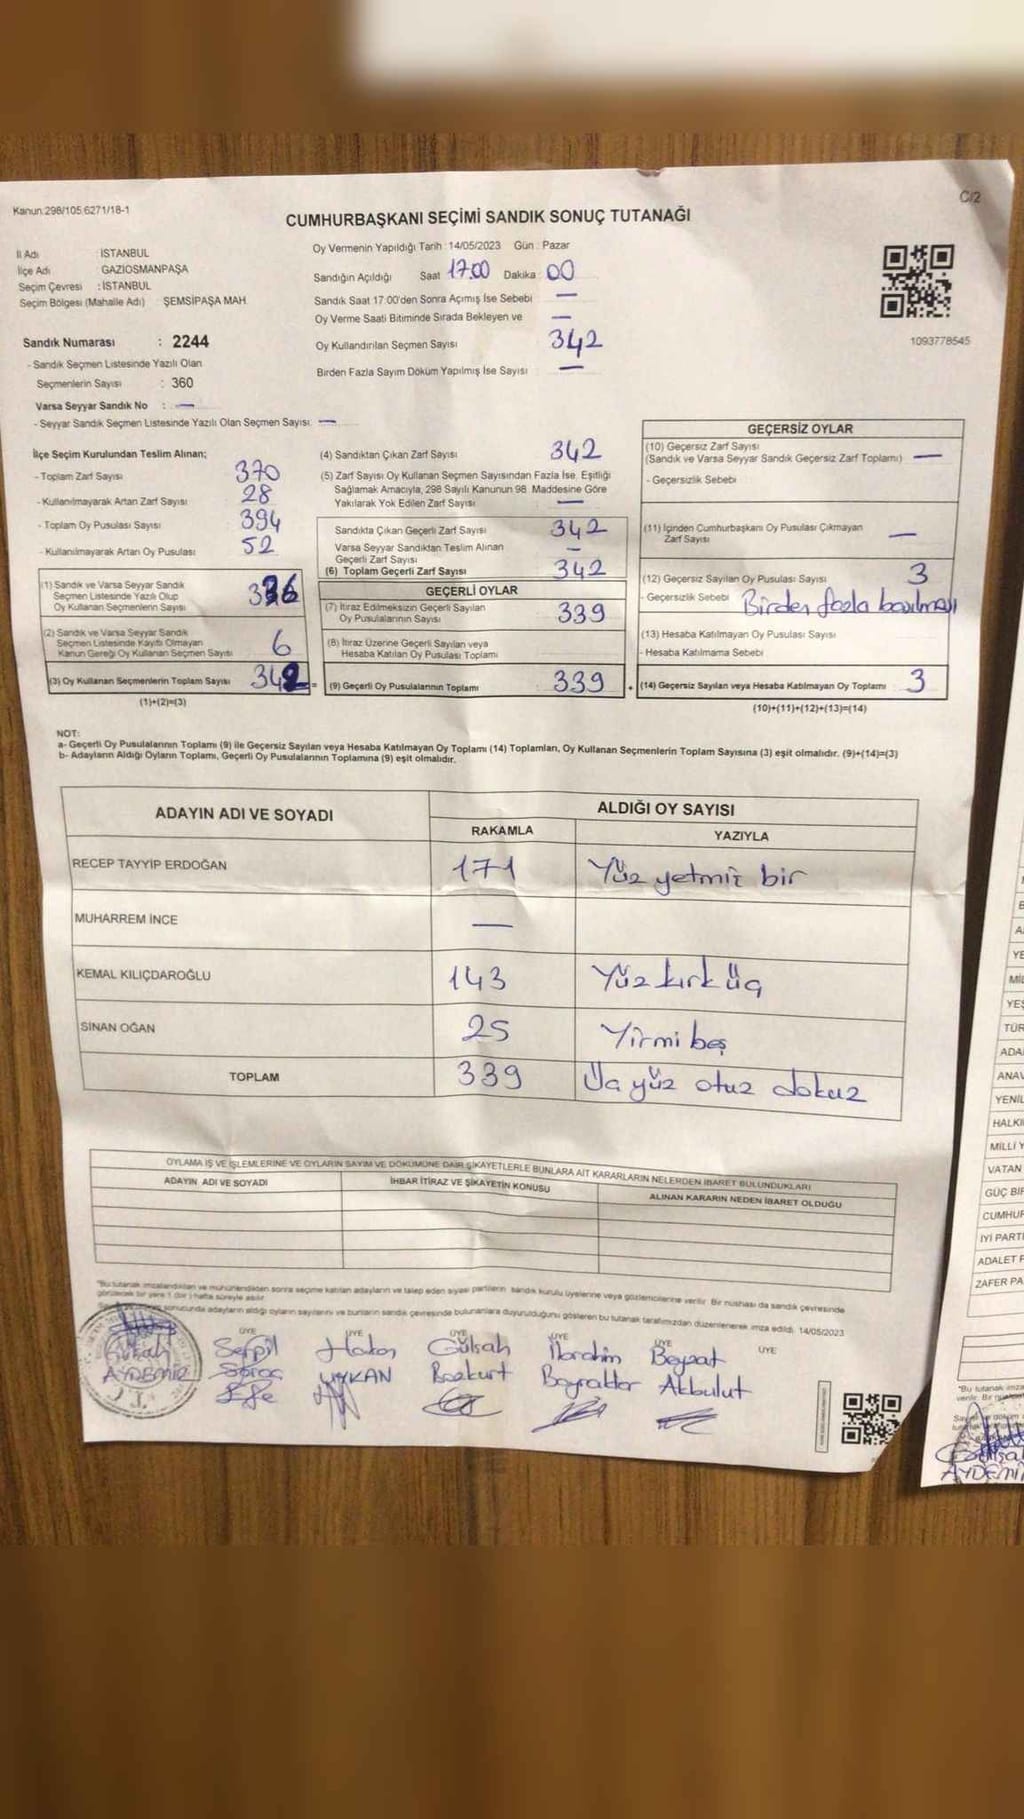 Kanun:298/105,6271/18-1
C/2
CUMHURBAŞKANI SEÇİMİ SANDIK SONUÇ TUTANAĞI
İl Adı : İSTANBUL
İlçe Adı : GAZİOSMANPAŞA
Seçim Çevresi : İSTANBUL
Seçim Bölgesi (Mahalle Adı) : ŞEMSİPAŞA MAH.
Sandık Numarası : 2244
- Sandık Seçmen Listesinde Yazılı Olan
Seçmenlerin Sayısı : 360
Varsa Seyyar Sandık No : —
- Seyyar Sandık Seçmen Listesinde Yazılı Olan Seçmen Sayısı: —
Oy Vermenin Yapıldığı Tarih : 14/05/2023 Gün : Pazar
Sandığın Açıldığı Saat 17.00 Dakika : 00
Sandık Saat 17:00'den Sonra Açımış İse Sebebi —
Oy Verme Saati Bitiminde Sırada Bekleyen ve —
Oy Kullandırılan Seçmen Sayısı 342
Birden Fazla Sayım Döküm Yapılmış İse Sayısı —
1093778545
İlçe Seçim Kurulundan Teslim Alınan;
- Toplam Zarf Sayısı 370
- Kullanılmayarak Artan Zarf Sayısı 28
- Toplam Oy Pusulası Sayısı 394
- Kullanılmayarak Artan Oy Pusulası 52
(1) Sandık ve Varsa Seyyar Sandık
Seçmen Listesinde Yazılı Olup
Oy Kullanan Seçmenlerin Sayısı 336
(2) Sandık ve Varsa Seyyar Sandık
Seçmen Listesinde Kayıtlı Olmayan
Kanun Gereği Oy Kullanan Seçmen Sayısı 6
(3) Oy Kullanan Seçmenlerin Toplam Sayısı 342
(1)+(2)=(3)
(4) Sandıktan Çıkan Zarf Sayısı 342
(5) Zarf Sayısı Oy Kullanan Seçmen Sayısından Fazla İse, Eşitliği
Sağlamak Amacıyla, 298 Sayılı Kanunun 98. Maddesine Göre
Yakılarak Yok Edilen Zarf Sayısı —
Sandıkta Çıkan Geçerli Zarf Sayısı 342
Varsa Seyyar Sandıktan Teslim Alınan
Geçerli Zarf Sayısı —
(6) Toplam Geçerli Zarf Sayısı 342
GEÇERLİ OYLAR
(7) İtiraz Edilmeksizin Geçerli Sayılan
Oy Pusulalarının Sayısı 339
(8) İtiraz Üzerine Geçerli Sayılan veya
Hesaba Katılan Oy Pusulası Toplamı
(9) Geçerli Oy Pusulalarının Toplamı 339
GEÇERSİZ OYLAR
(10) Geçersiz Zarf Sayısı
(Sandık ve Varsa Seyyar Sandık Geçersiz Zarf Toplamı) —
- Geçersizlik Sebebi
(11) İçinden Cumhurbaşkanı Oy Pusulası Çıkmayan
Zarf Sayısı —
(12) Geçersiz Sayılan Oy Pusulası Sayısı 3
- Geçersizlik Sebebi Birden fazla basılması
(13) Hesaba Katılmayan Oy Pusulası Sayısı
- Hesaba Katılmama Sebebi
(14) Geçersiz Sayılan veya Hesaba Katılmayan Oy Toplamı 3
(10)+(11)+(12)+(13)=(14)
NOT:
a- Geçerli Oy Pusulalarının Toplamı (9) ile Geçersiz Sayılan veya Hesaba Katılmayan Oy Toplamı (14) Toplamları, Oy Kullanan Seçmenlerin Toplam Sayısına (3) eşit olmalıdır. (9)+(14)=(3)
b- Adayların Aldığı Oyların Toplamı, Geçerli Oy Pusulalarının Toplamına (9) eşit olmalıdır.
ADAYIN ADI VE SOYADI ALDIĞI OY SAYISI
RAKAMLA YAZIYLA
RECEP TAYYİP ERDOĞAN 171 Yüz yetmiş bir
MUHARREM İNCE —
KEMAL KILIÇDAROĞLU 143 Yüz kırk üç
SİNAN OĞAN 25 Yirmi beş
TOPLAM 339 Üç yüz otuz dokuz
OYLAMA İŞ VE İŞLEMLERİNE VE OYLARIN SAYIM VE DÖKÜMÜNE DAİR ŞİKAYETLERLE BUNLARA AİT KARARLARIN NELERDEN İBARET BULUNDUKLARI
ADAYIN ADI VE SOYADI İHBAR İTİRAZ VE ŞİKAYETİN KONUSU ALINAN KARARIN NEDEN İBARET OLDUĞU
*Bu tutanak imzalandıktan ve mühürlendikten sonra seçime katılan adayların ve talep eden siyasi partilerin sandık kurulu üyelerine veya gözlemcilerine verilir. Bir nüshası da sandık çevresinde
görülecek bir yere 1 (bir) hafta süreyle asılır.
sonucunda adayların aldığı oyların sayılarını ve bunların sandık çevresinde bulunanlara duyurulduğunu gösteren bu tutanak tarafımızdan düzenlenerek imza edildi. 14/05/2023
ÜYE ÜYE ÜYE ÜYE ÜYE ÜYE
Serpil Hakan Gülşah İbrahim Beyzat
AYDEMİR UYKAN Bozkurt Bayraktar Akbulut
YEŞ
TÜR
ADA
ANAV
YENİL
HALKI
MİLLİ Y
VATAN
GÜÇ BİR
CUMHUR
İYİ PARTİ
ADALET P
ZAFER PA
*Bu tutanak imza
verilir. Bir nüsha
AYDEMİ